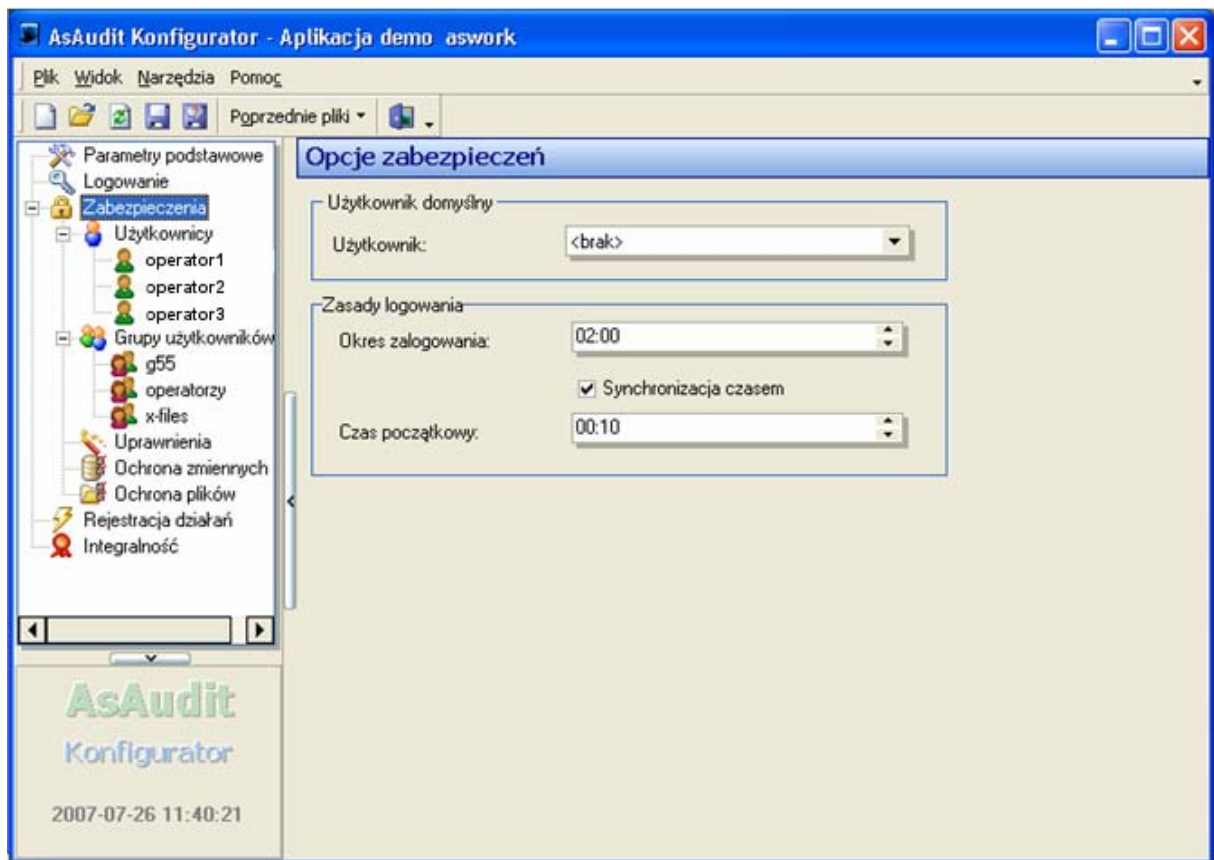 AsAudit Konfigurator - Aplikacja demo aswork
Plik Widok Narzędzia Pomoc
Poprzednie pliki
Parametry podstawowe
Logowanie
Zabezpieczenia
Użytkownicy
operator1
operator2
operator3
Grupy użytkowników
g55
operatorzy
x-files
Uprawnienia
Ochrona zmiennych
Ochrona plików
Rejestracja działań
Integralność
AsAudit
Konfigurator
2007-07-26 11:40:21
Opcje zabezpieczeń
Użytkownik domyślny
Użytkownik: <brak>
Zasady logowania
Okres zalogowania: 02:00
Synchronizacja czasem
Czas początkowy: 00:10